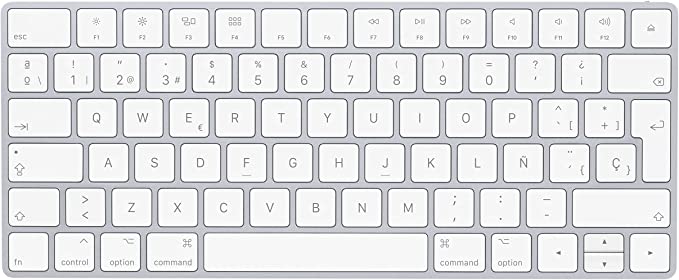 esc F1 F2 F3 F4 F5 F6 F7 F8 F9 F10 F11 F12
ª º \ ! 1 | " 2 @ · 3 # $ 4 % 5 & 6 / 7 ( 8 ) 9 = 0 ? ' ¿ ¡
Q W E € R T Y U I O P ^ ` [ * + ]
A S D F G H J K L Ñ ¨ ´ { Ç }
> < Z X C V B N M ; , : . _ -
fn control option command command option